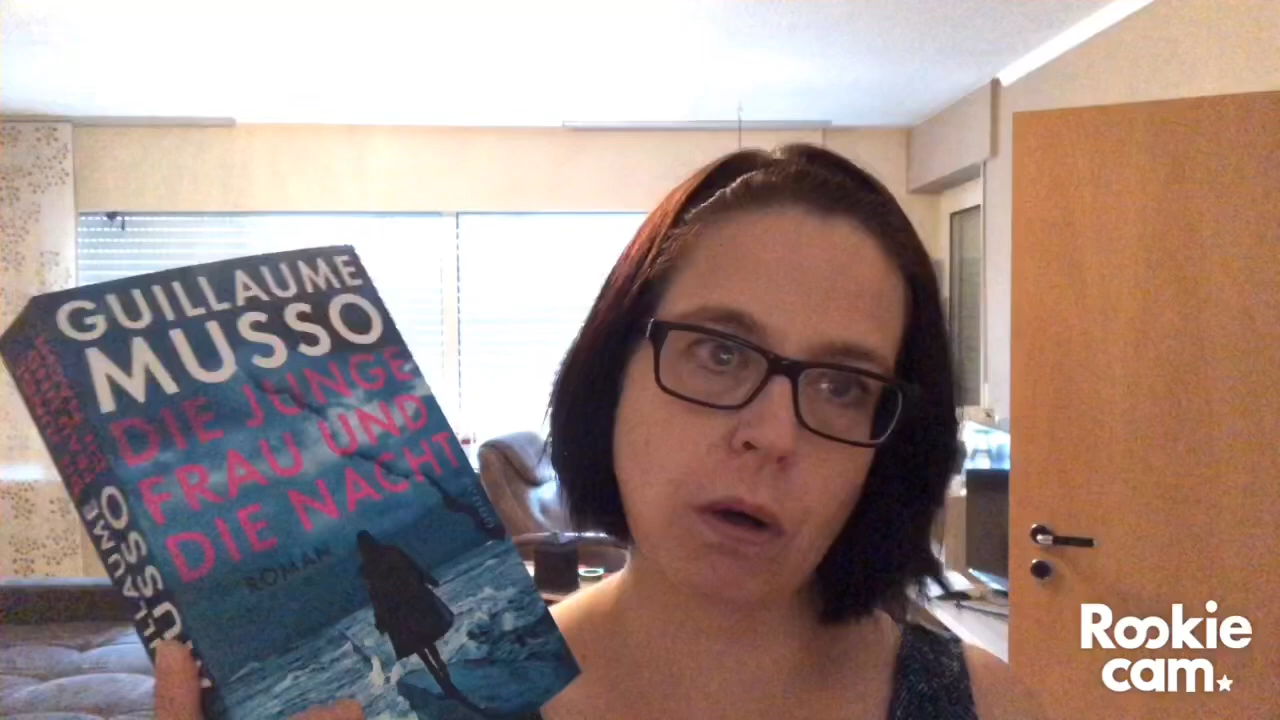 GUILLAUME
MUSSO
DIE JUNGE
FRAU UND
DIE NACHT
ROMAN
Rookie
cam